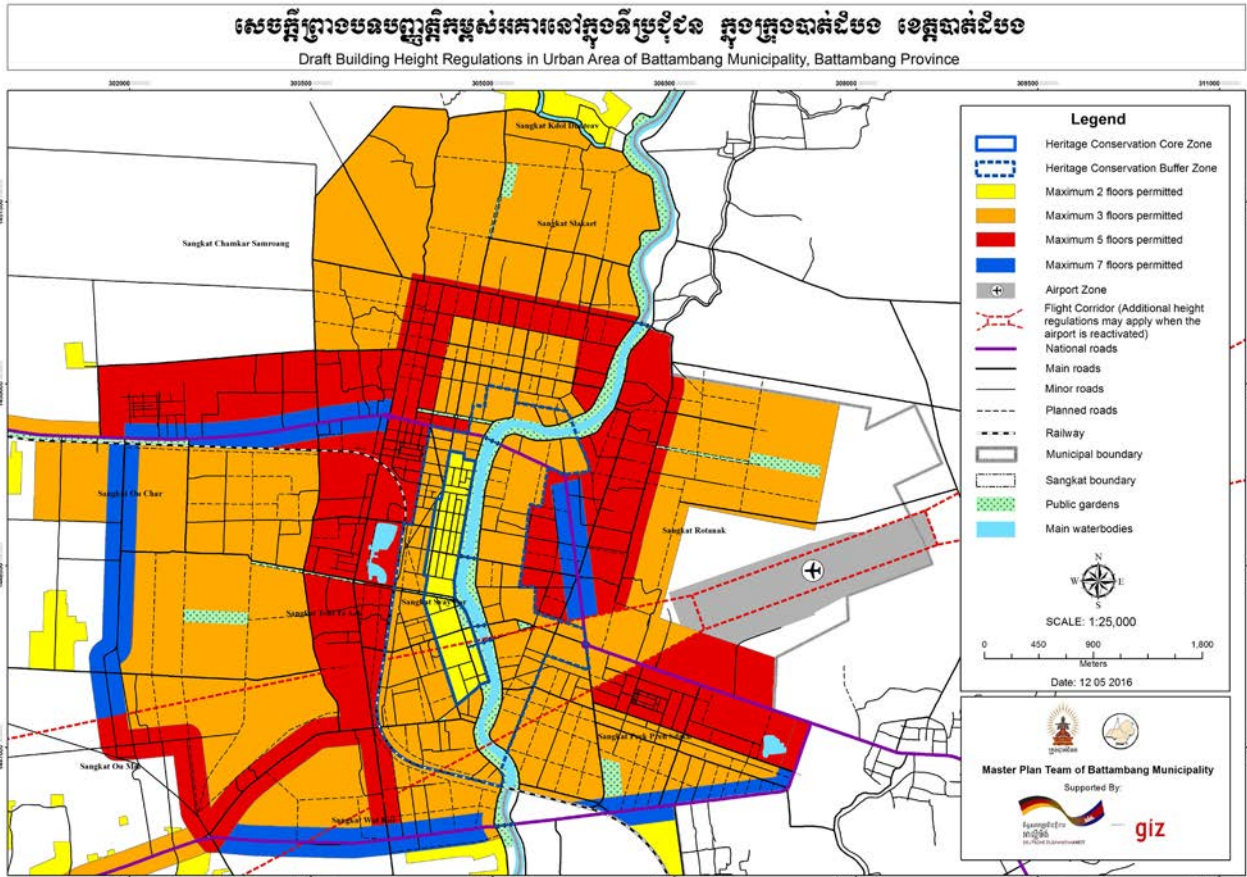 សេចក្តីព្រាងបទបញ្ញត្តិកម្ពស់អគារនៅក្នុងទីប្រជុំជន ក្នុងក្រុងបាត់ដំបង ខេត្តបាត់ដំបង
Draft Building Height Regulations in Urban Area of Battambang Municipality, Battambang Province
Sangkat Slaket
Sangkat Chamkar Samroang
Sangkat Ou Char
Sangkat Rotanak
Legend
Heritage Conservation Core Zone
Heritage Conservation Buffer Zone
Maximum 2 floors permitted
Maximum 3 floors permitted
Maximum 5 floors permitted
Maximum 7 floors permitted
Airport Zone
Flight Corridor (Additional height
regulations may apply when the
airport is reactivated)
National roads
Main roads
Minor roads
Planned roads
Railway
Municipal boundary
Sangkat boundary
Public gardens
Main waterbodies
N
W E
S
SCALE: 1:25,000
0 450 900 1,800
Meters
Date: 12 05 2016
Master Plan Team of Battambang Municipality
Supported By:
giz